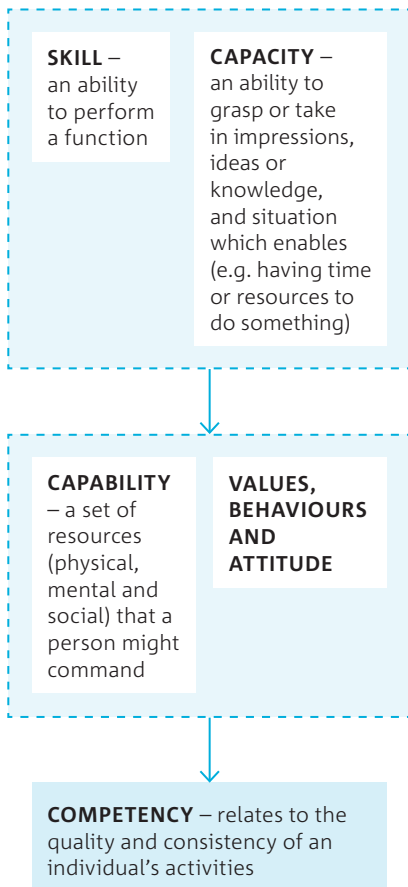 SKILL –
an ability
to perform
a function
CAPACITY –
an ability to
grasp or take
in impressions,
ideas or
knowledge,
and situation
which enables
(e.g. having time
or resources to
do something)
CAPABILITY
– a set of
resources
(physical,
mental and
social) that a
person might
command
VALUES,
BEHAVIOURS
AND
ATTITUDE
COMPETENCY – relates to the
quality and consistency of an
individual’s activities